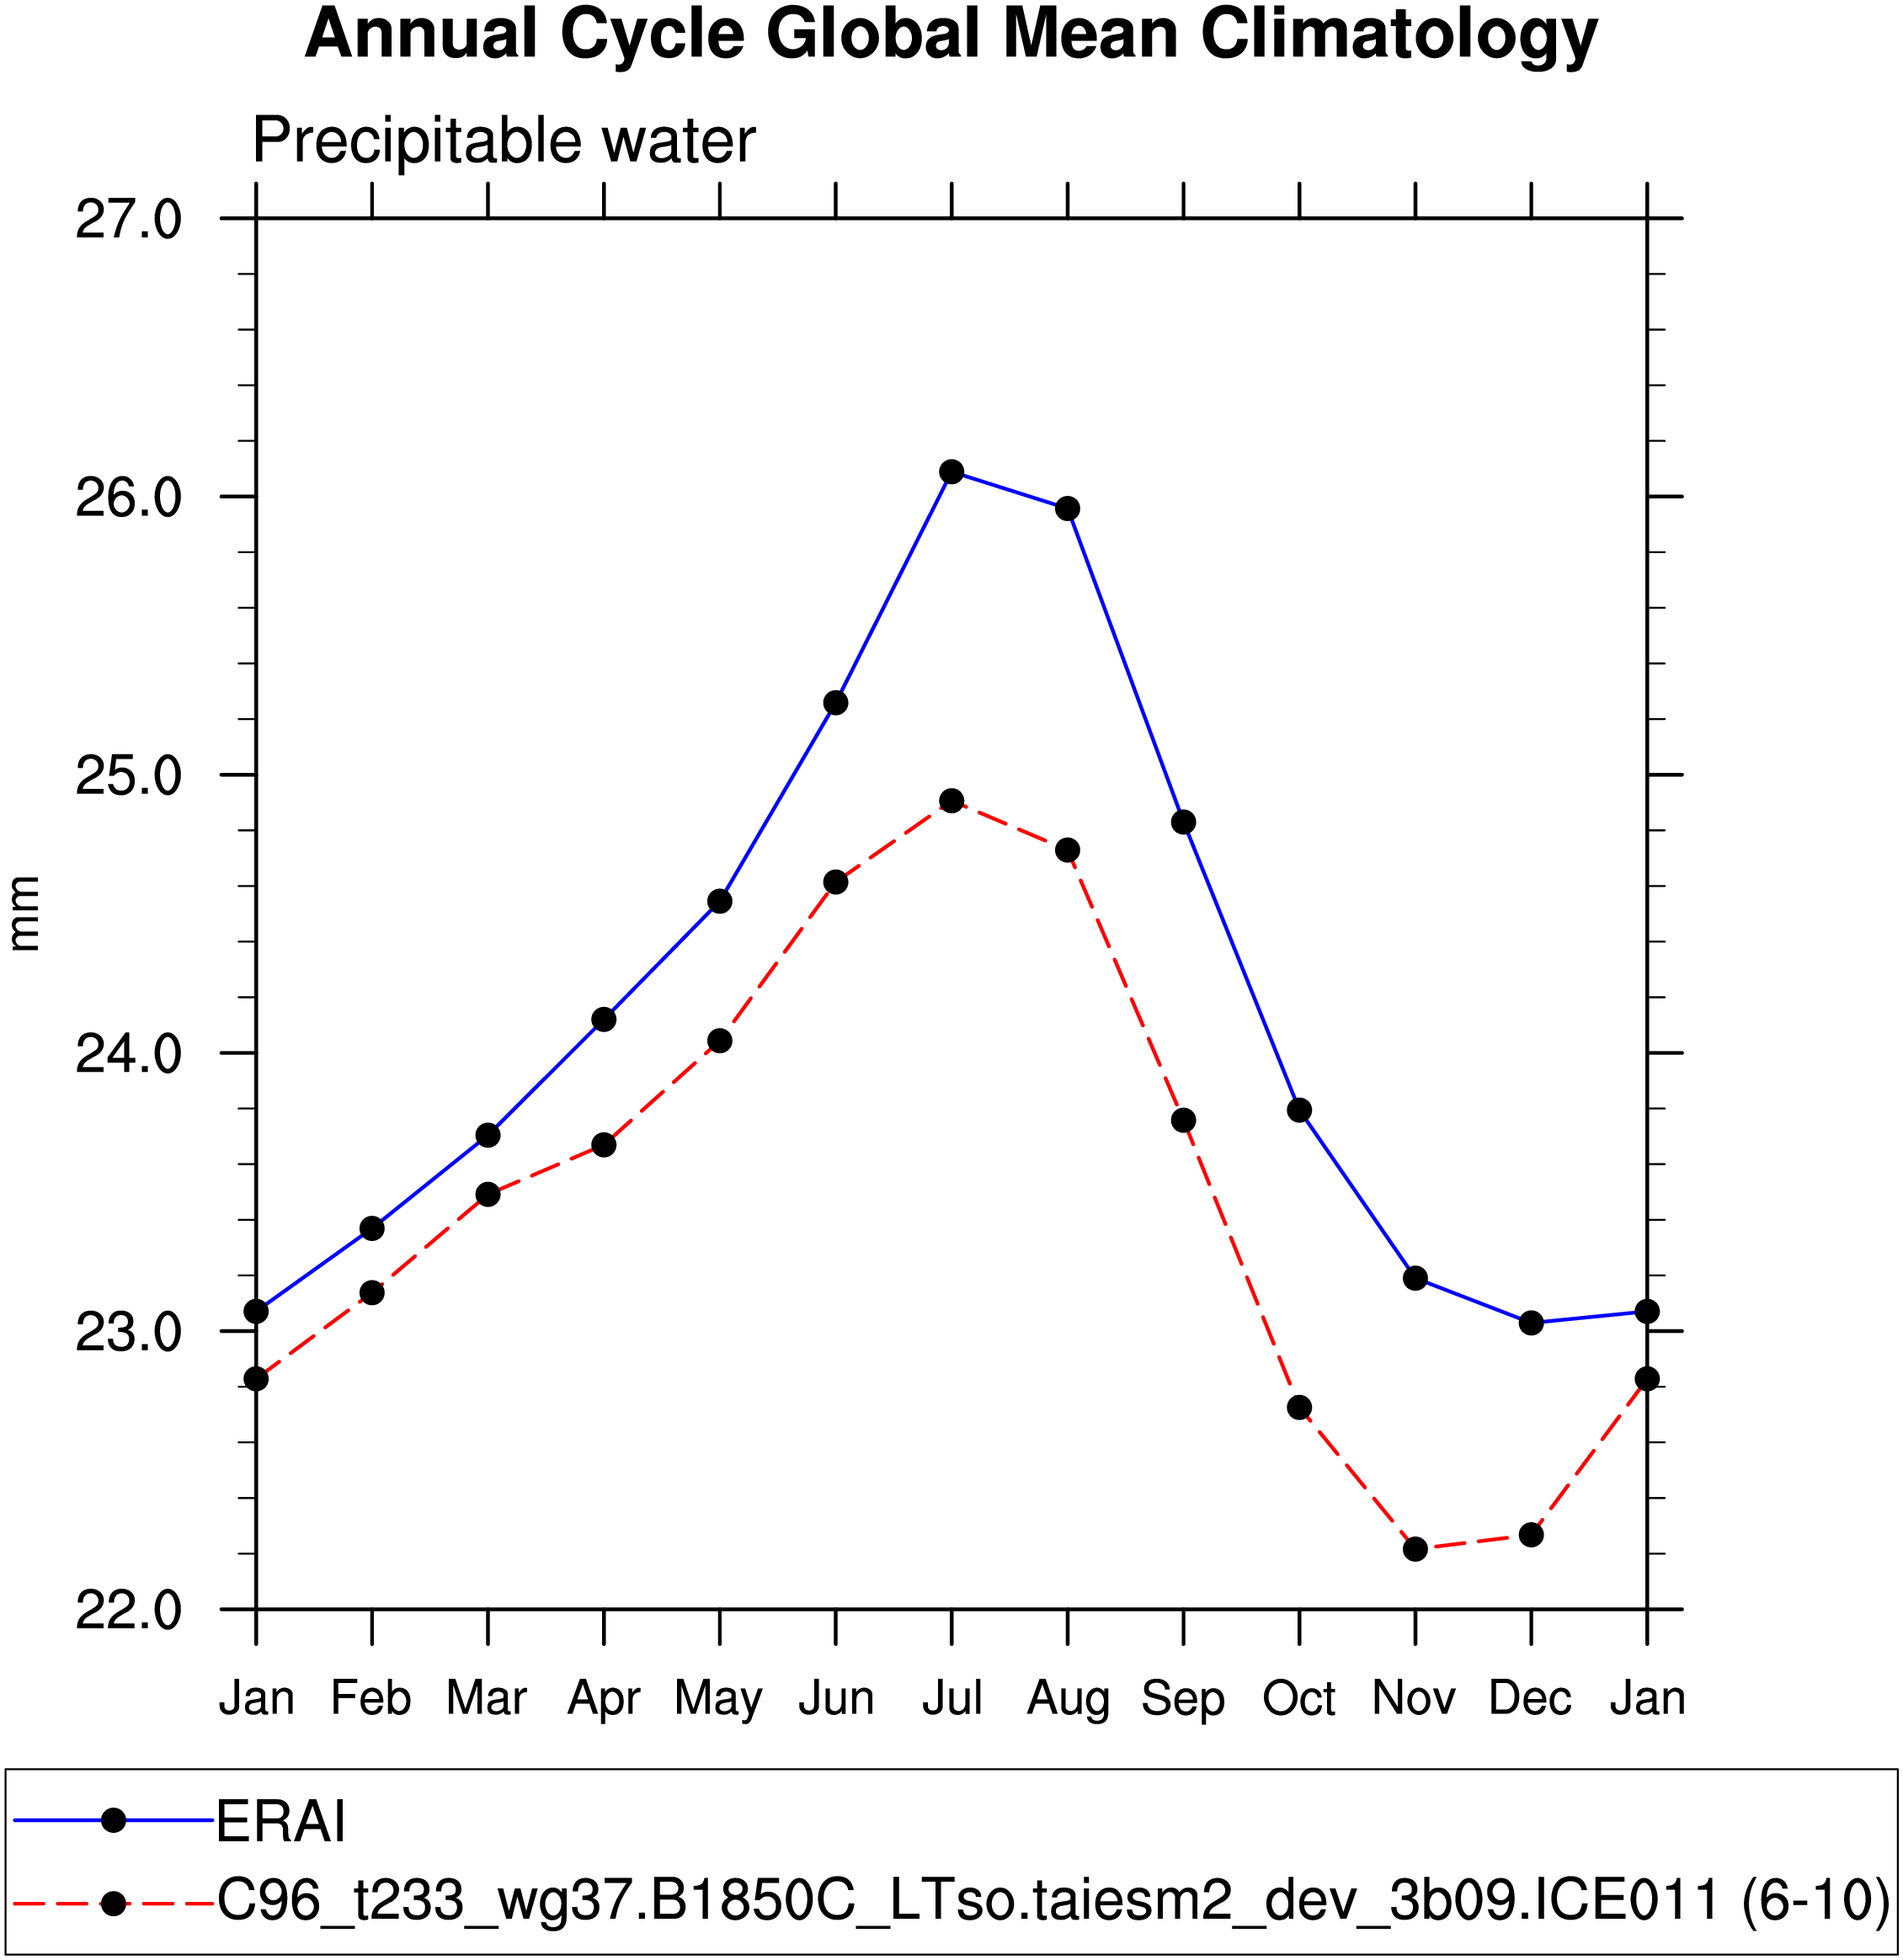 Annual Cycle Global Mean Climatology
Precipitable water
27.0
26.0
25.0
24.0
23.0
22.0
mm
Jan Feb Mar Apr May Jun Jul Aug Sep Oct Nov Dec Jan
ERAI
C96_t233_wg37.B1850C_LTso.taiesm2_dev_3b09.ICE011 (6-10)